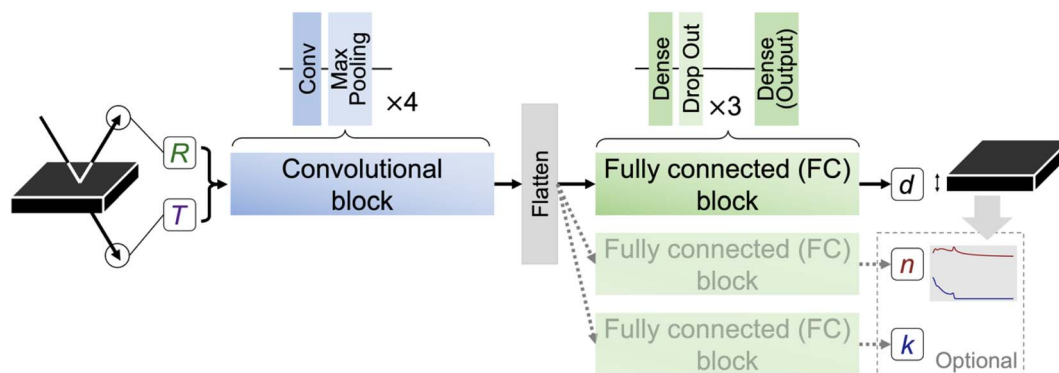 Conv
Max
Pooling
×4
Dense
Drop Out
×3
Dense
(Output)
R
T
Convolutional
block
Flatten
Fully connected (FC)
block
d
Fully connected (FC)
block
n
Fully connected (FC)
block
k
Optional